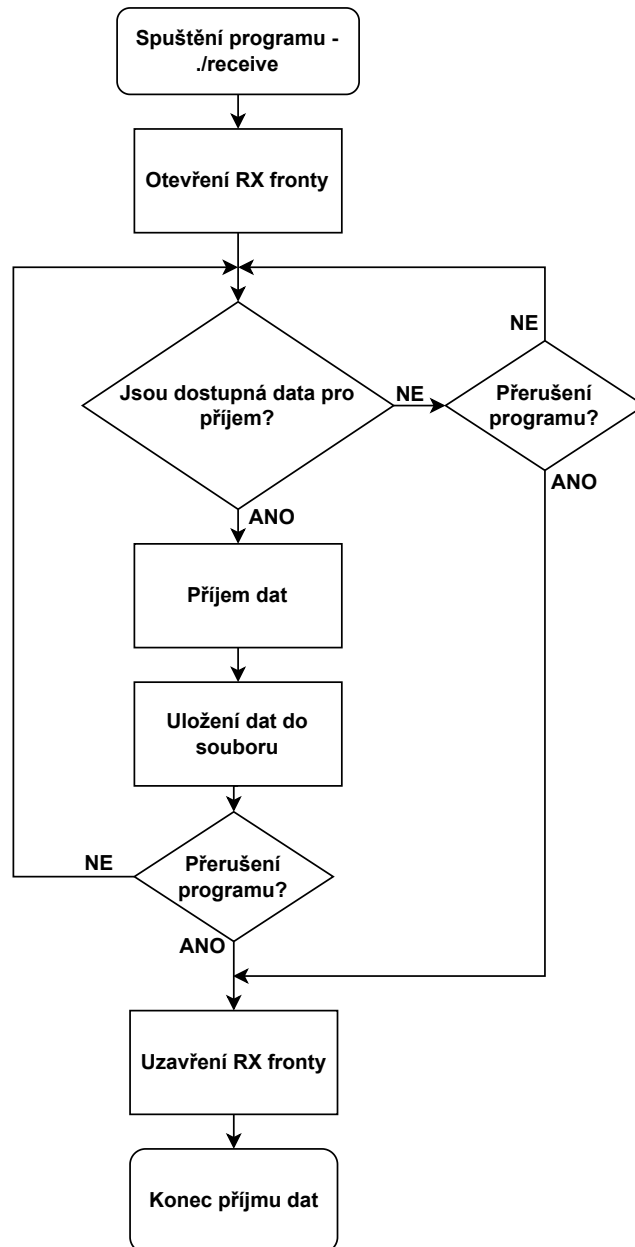 Spuštění programu -
./receive
Otevření RX fronty
NE
Jsou dostupná data pro
příjem?
NE
Přerušení
programu?
ANO
ANO
Příjem dat
Uložení dat do
souboru
NE
Přerušení
programu?
ANO
Uzavření RX fronty
Konec příjmu dat